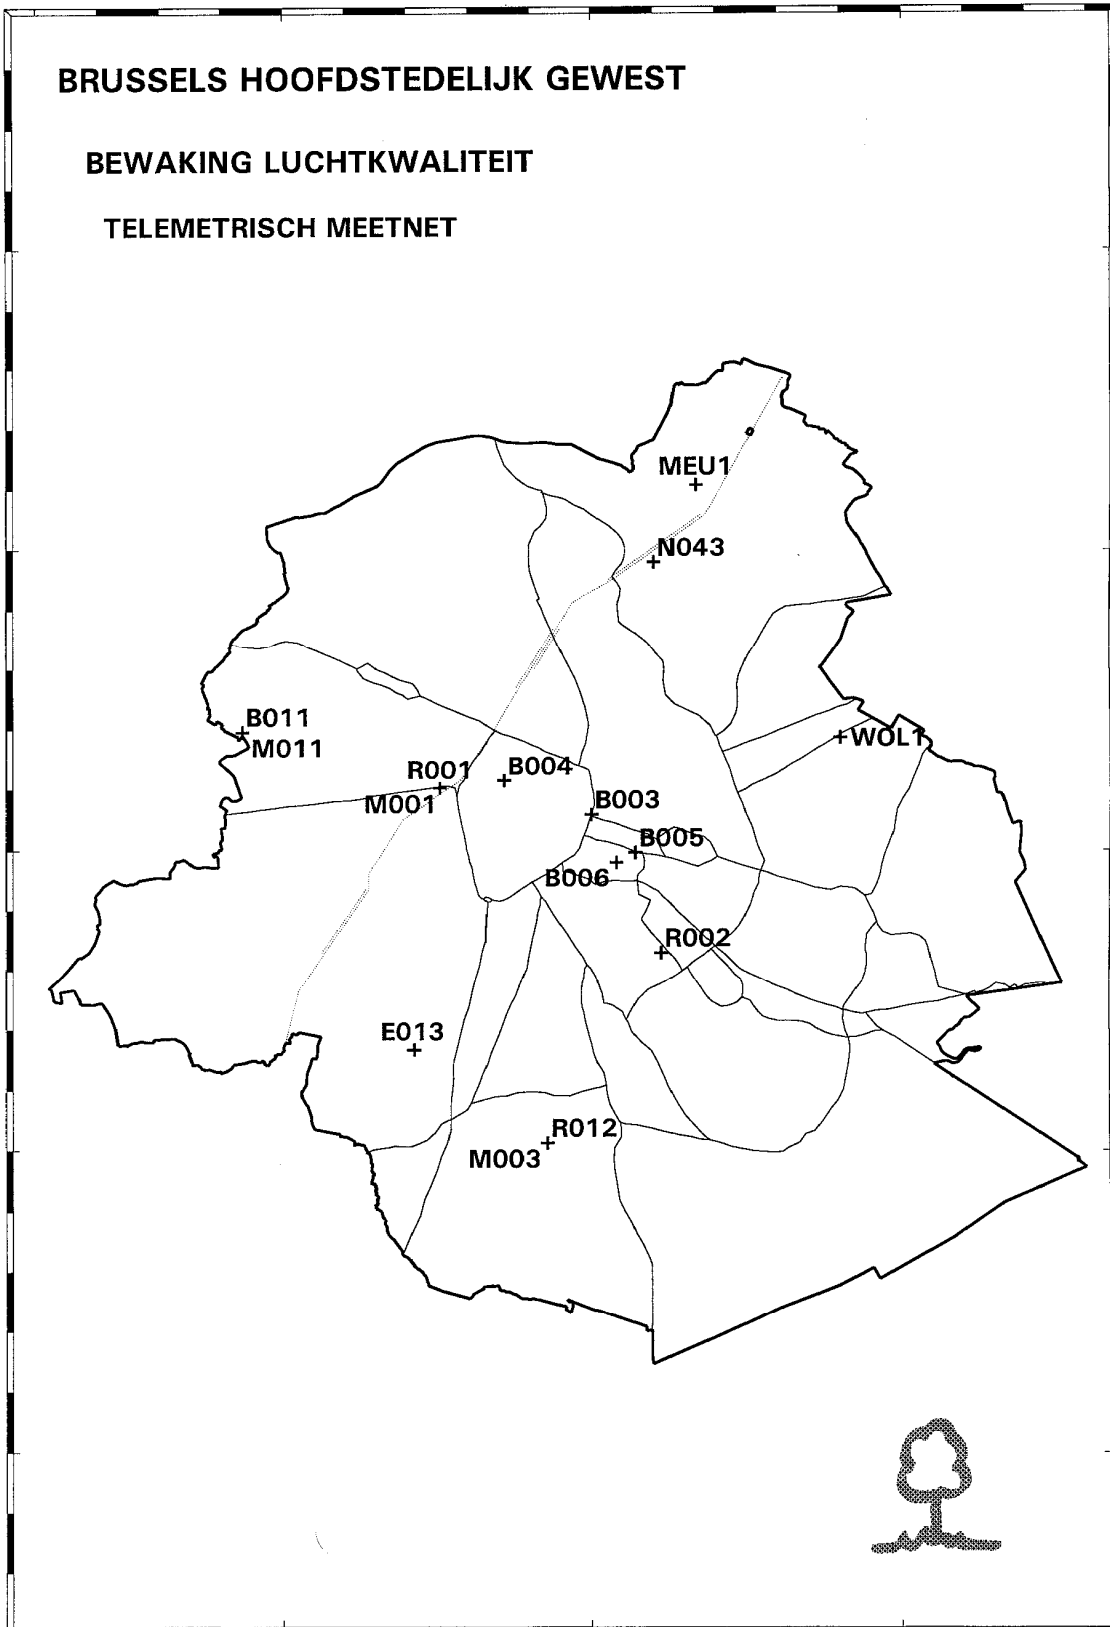 BRUSSELS HOOFDSTEDELIJK GEWEST
BEWAKING LUCHTKWALITEIT
TELEMETRISCH MEETNET
MEU1
N043
B011
M011
WOL1
R001
B004
M001
B003
B005
B006
R002
E013
R012
M003